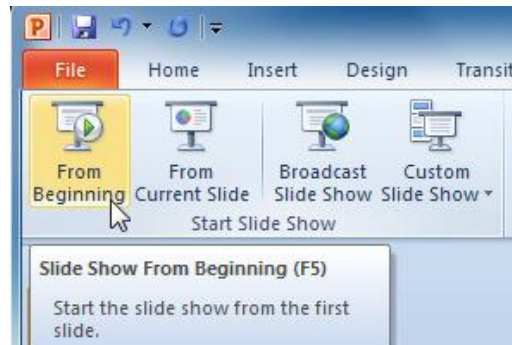 P
File Home Insert Design Transit
From Beginning
From Current Slide
Broadcast Slide Show
Custom Slide Show
Start Slide Show
Slide Show From Beginning (F5)
Start the slide show from the first
slide.